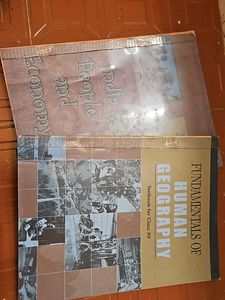 India
People
and
Economy
FUNDAMENTALS OF
HUMAN
GEOGRAPHY
Textbook for Class XII